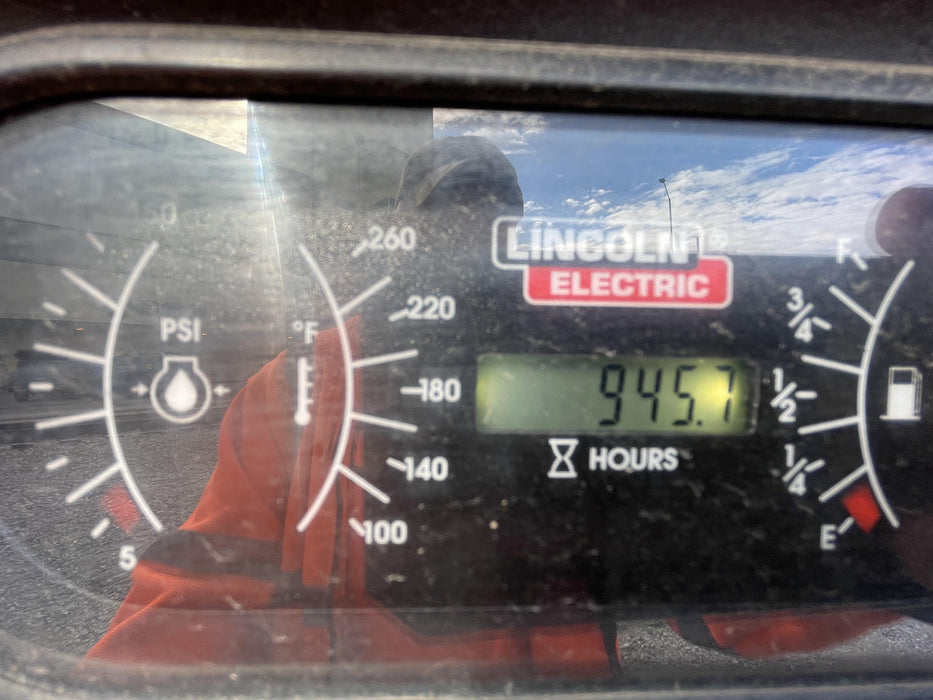 PSI
5
°F
260
220
180
140
100
LINCOLN®
ELECTRIC
945.7
HOURS
F
3/4
1/2
1/4
E